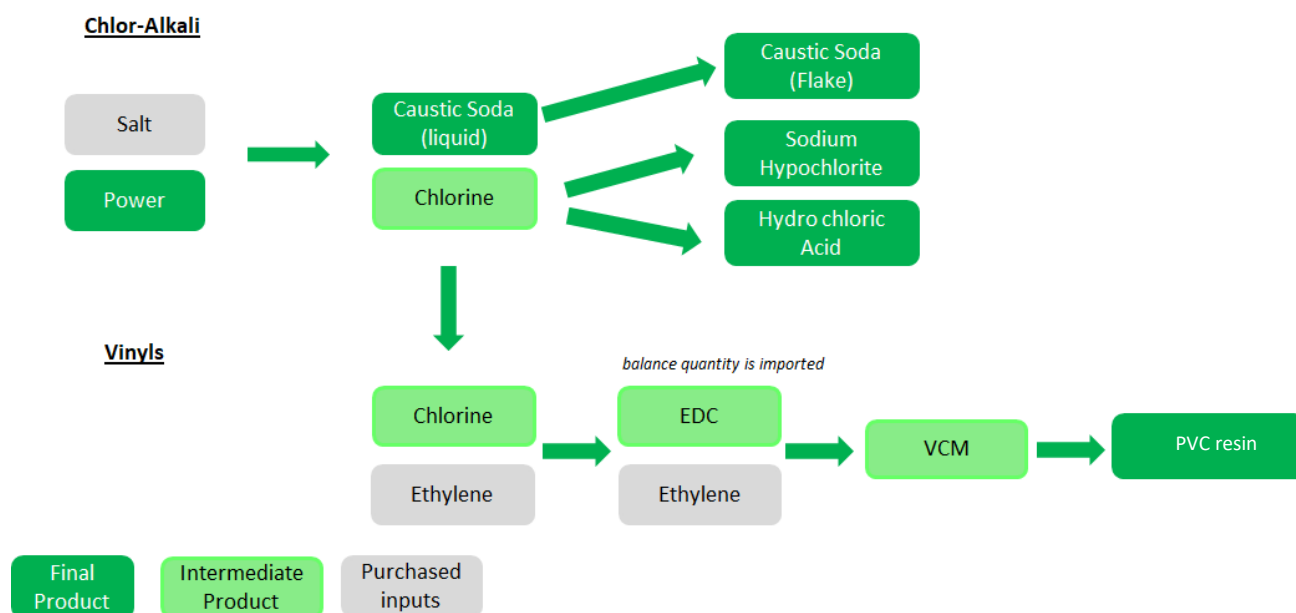 Chlor-Alkali
Salt
Power
Caustic Soda
(liquid)
Chlorine
Caustic Soda
(Flake)
Sodium
Hypochlorite
Hydro chloric
Acid
Vinyls
balance quantity is imported
Chlorine
Ethylene
EDC
Ethylene
VCM
PVC resin
Final
Product
Intermediate
Product
Purchased
inputs